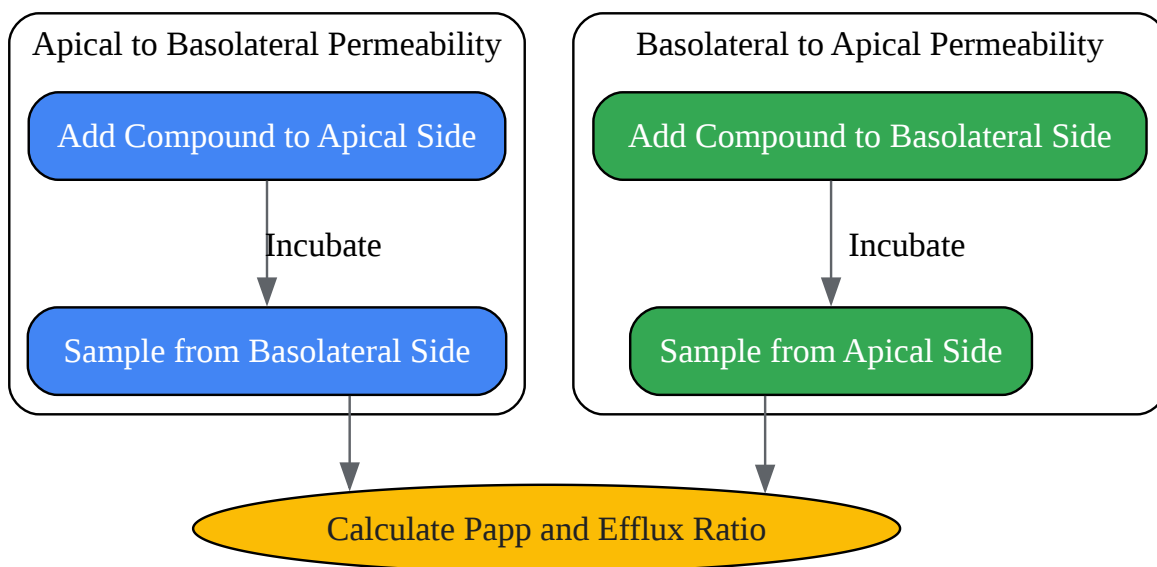 Apical to Basolateral Permeability
Add Compound to Apical Side
Incubate
Sample from Basolateral Side
Basolateral to Apical Permeability
Add Compound to Basolateral Side
Incubate
Sample from Apical Side
Calculate Papp and Efflux Ratio